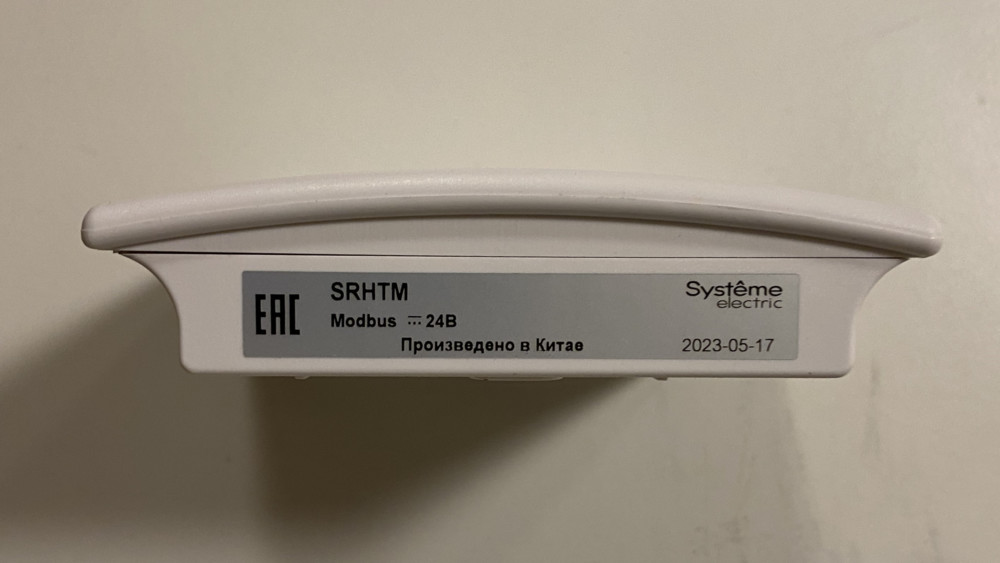 EAC
SRHTM
Modbus ⎓ 24В
Произведено в Китае
Systême
electric
2023-05-17